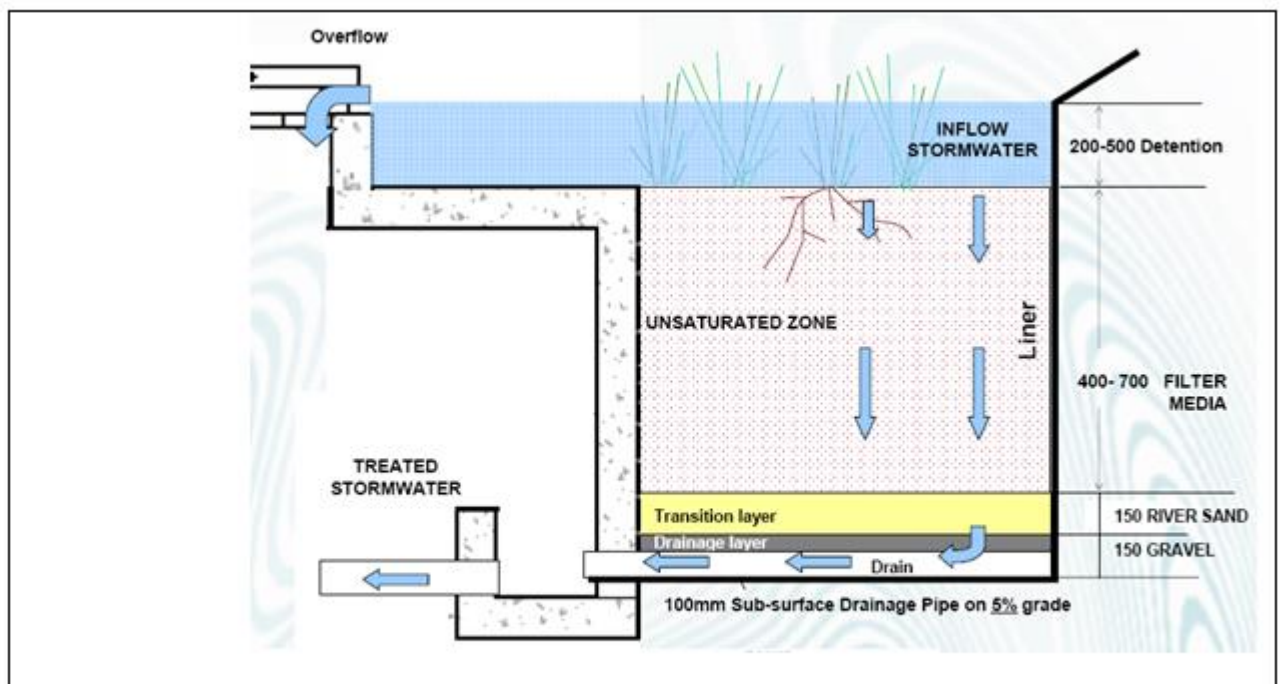 Overflow
INFLOW
STORMWATER
200-500 Detention
UNSATURATED ZONE
Liner
400- 700 FILTER
MEDIA
TREATED
STORMWATER
Transition layer
150 RIVER SAND
Drainage layer
150 GRAVEL
Drain
100mm Sub-surface Drainage Pipe on 5% grade